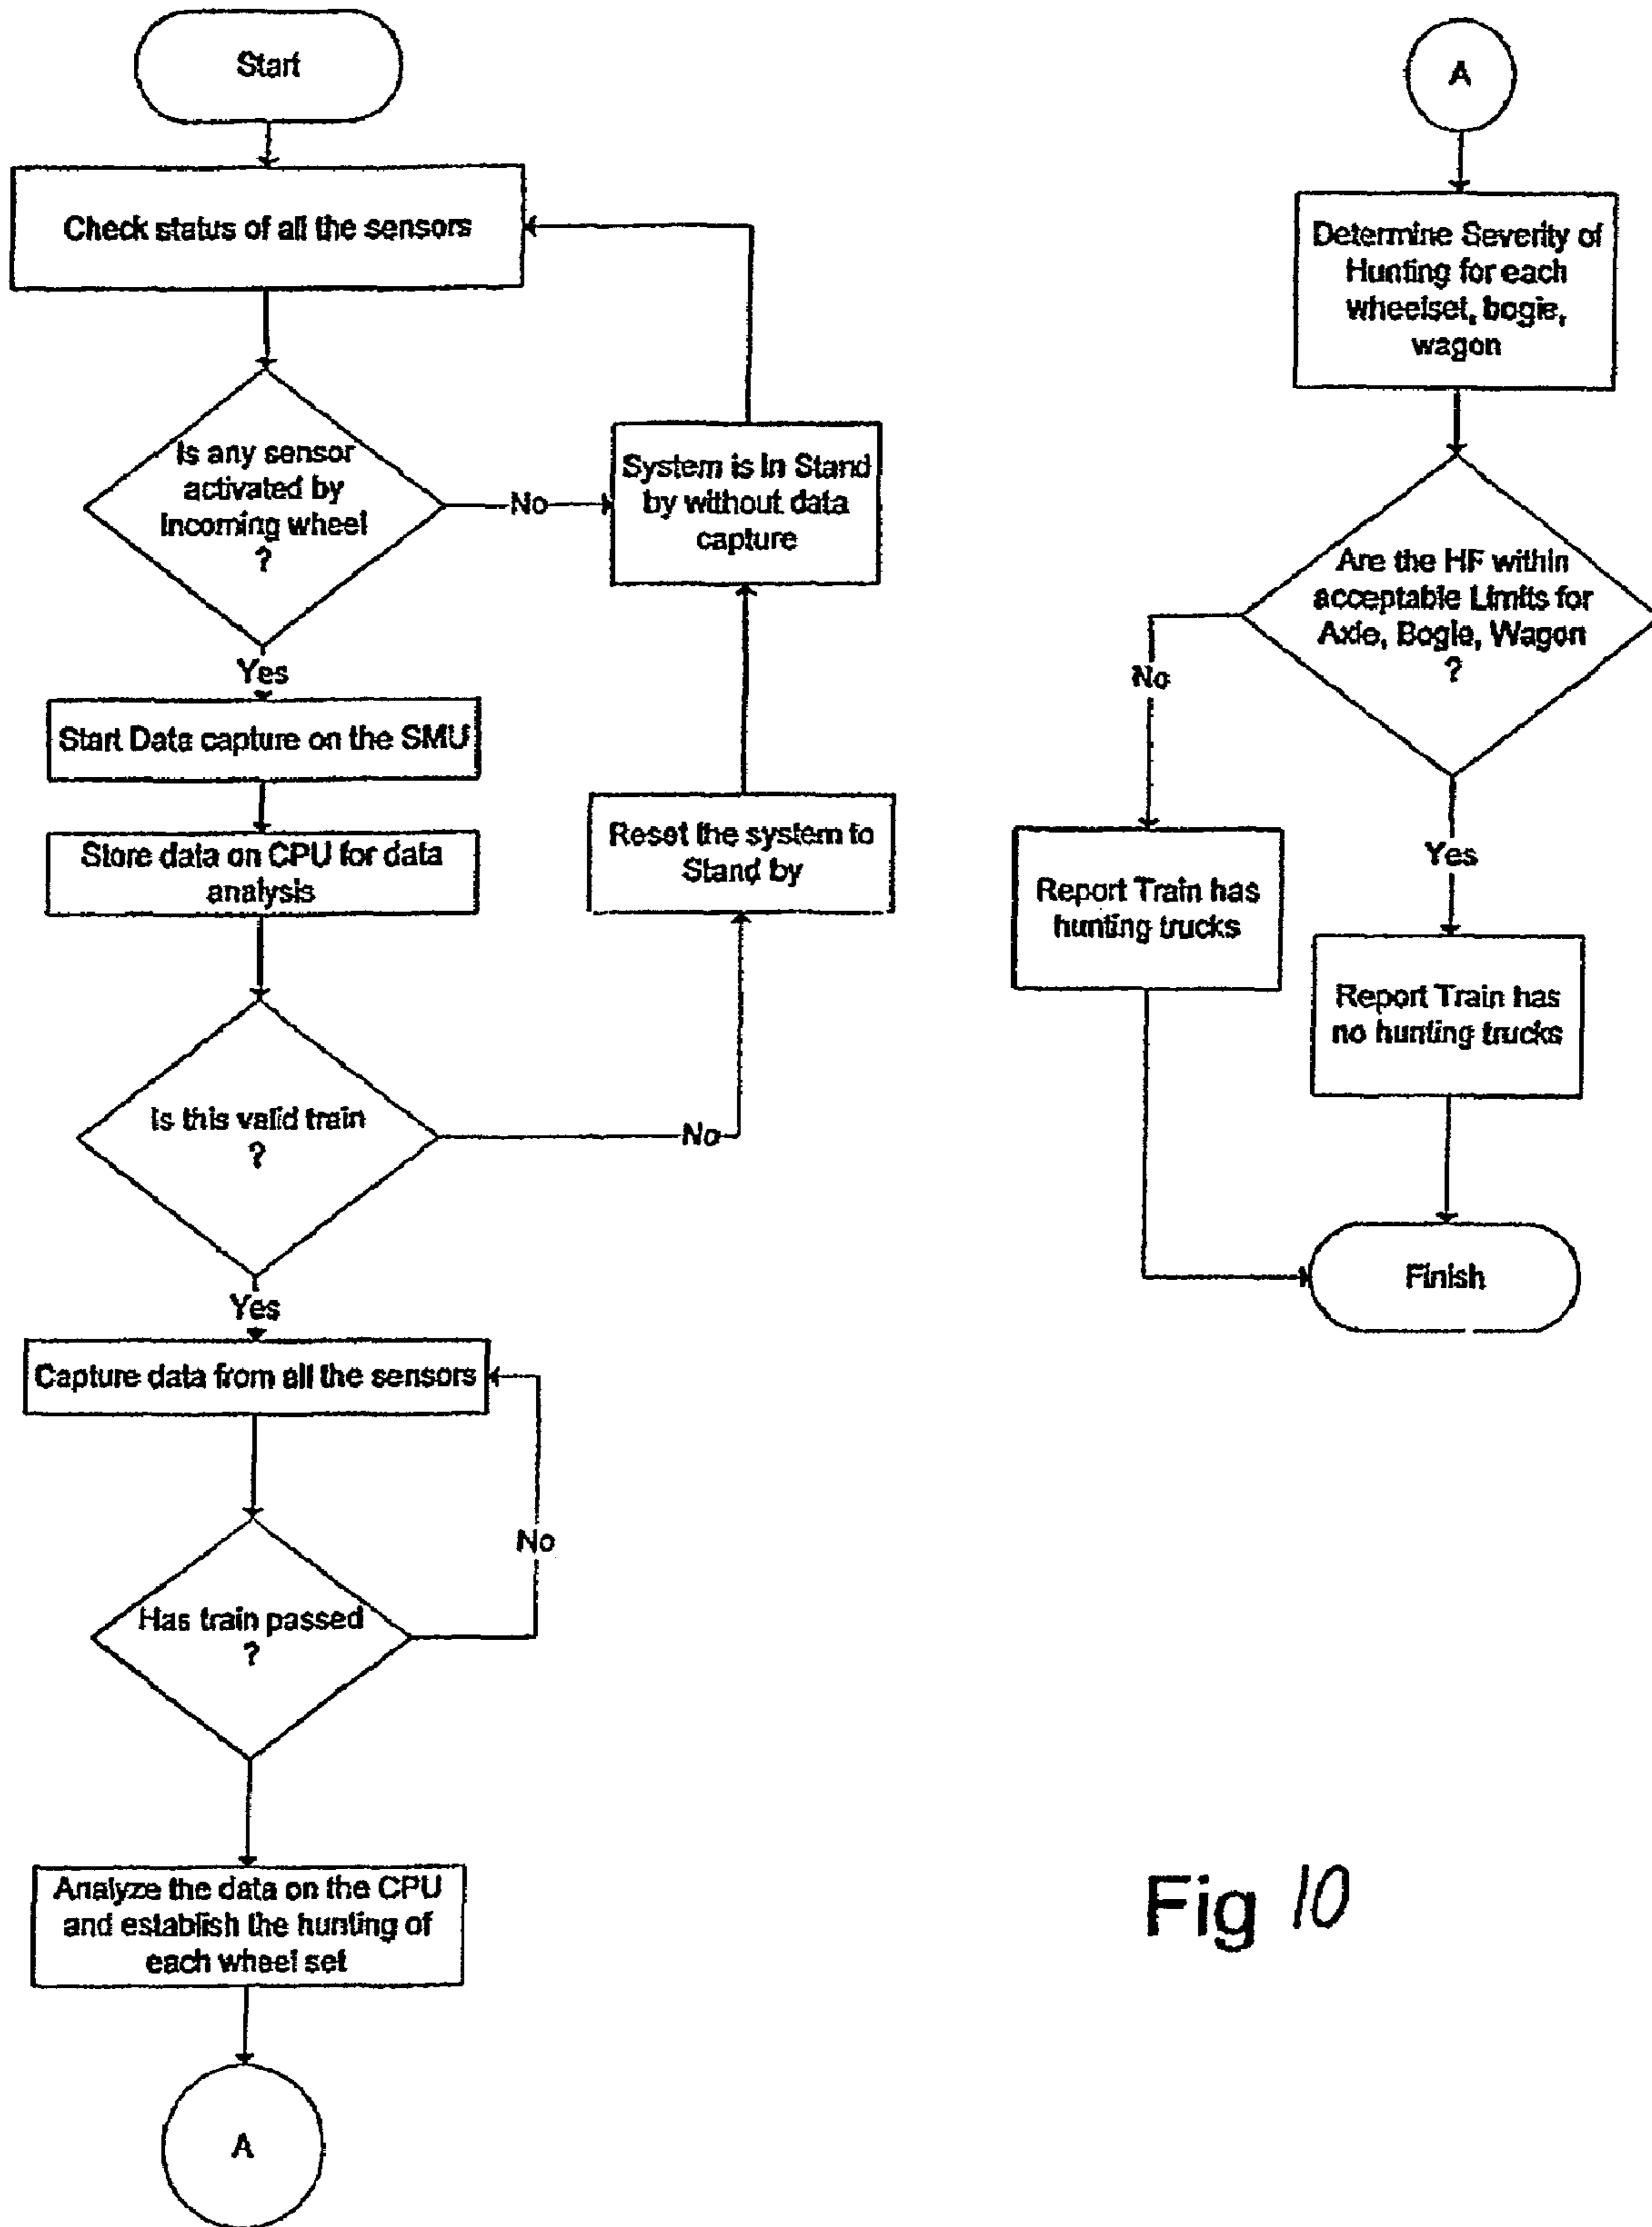 Start
Check status of all the sensors
Is any sensor
activated by
incoming wheel
?
No
System is in Stand
by without data
capture
Yes
Start Data capture on the SMU
Store data on CPU for data
analysis
Reset the system to
Stand by
Is this valid train
?
No
Yes
Capture data from all the sensors
Has train passed
?
No
Analyze the data on the CPU
and establish the hunting of
each wheel set
A
A
Determine Severity of
Hunting for each
wheelset, bogie,
wagon
Are the HF within
acceptable Limits for
Axle, Bogie, Wagon
?
No
Yes
Report Train has
hunting trucks
Report Train has
no hunting trucks
Finish
Fig 10